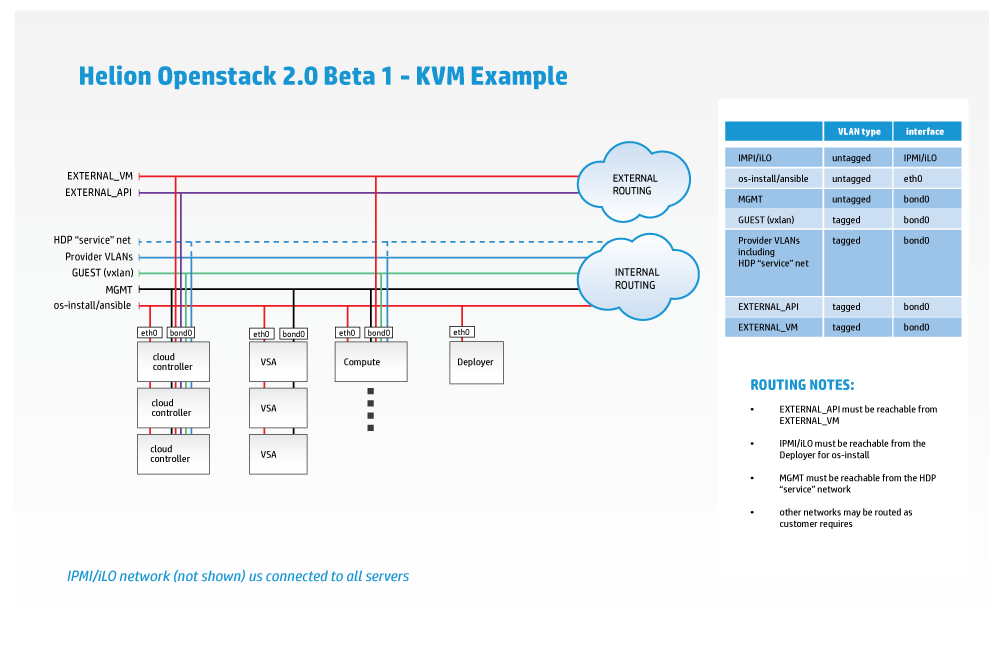 Helion Openstack 2.0 Beta 1 - KVM Example
EXTERNAL_VM
EXTERNAL_API
HDP “service” net
Provider VLANs
GUEST (vxlan)
MGMT
os-install/ansible
EXTERNAL
ROUTING
INTERNAL
ROUTING
eth0
bond0
eth0
bond0
eth0
bond0
eth0
cloud
controller
VSA
Compute
Deployer
cloud
controller
VSA
cloud
controller
VSA
IPMI/iLO network (not shown) us connected to all servers
VLAN type interface
IMPI/iLO untagged IPMI/iLO
os-install/ansible untagged eth0
MGMT untagged bond0
GUEST (vxlan) tagged bond0
Provider VLANs tagged bond0
including
HDP “service” net
EXTERNAL_API tagged bond0
EXTERNAL_VM tagged bond0
ROUTING NOTES:
• EXTERNAL_API must be reachable from
EXTERNAL_VM
• IPMI/iLO must be reachable from the
Deployer for os-install
• MGMT must be reachable from the HDP
“service” network
• other networks may be routed as
customer requires